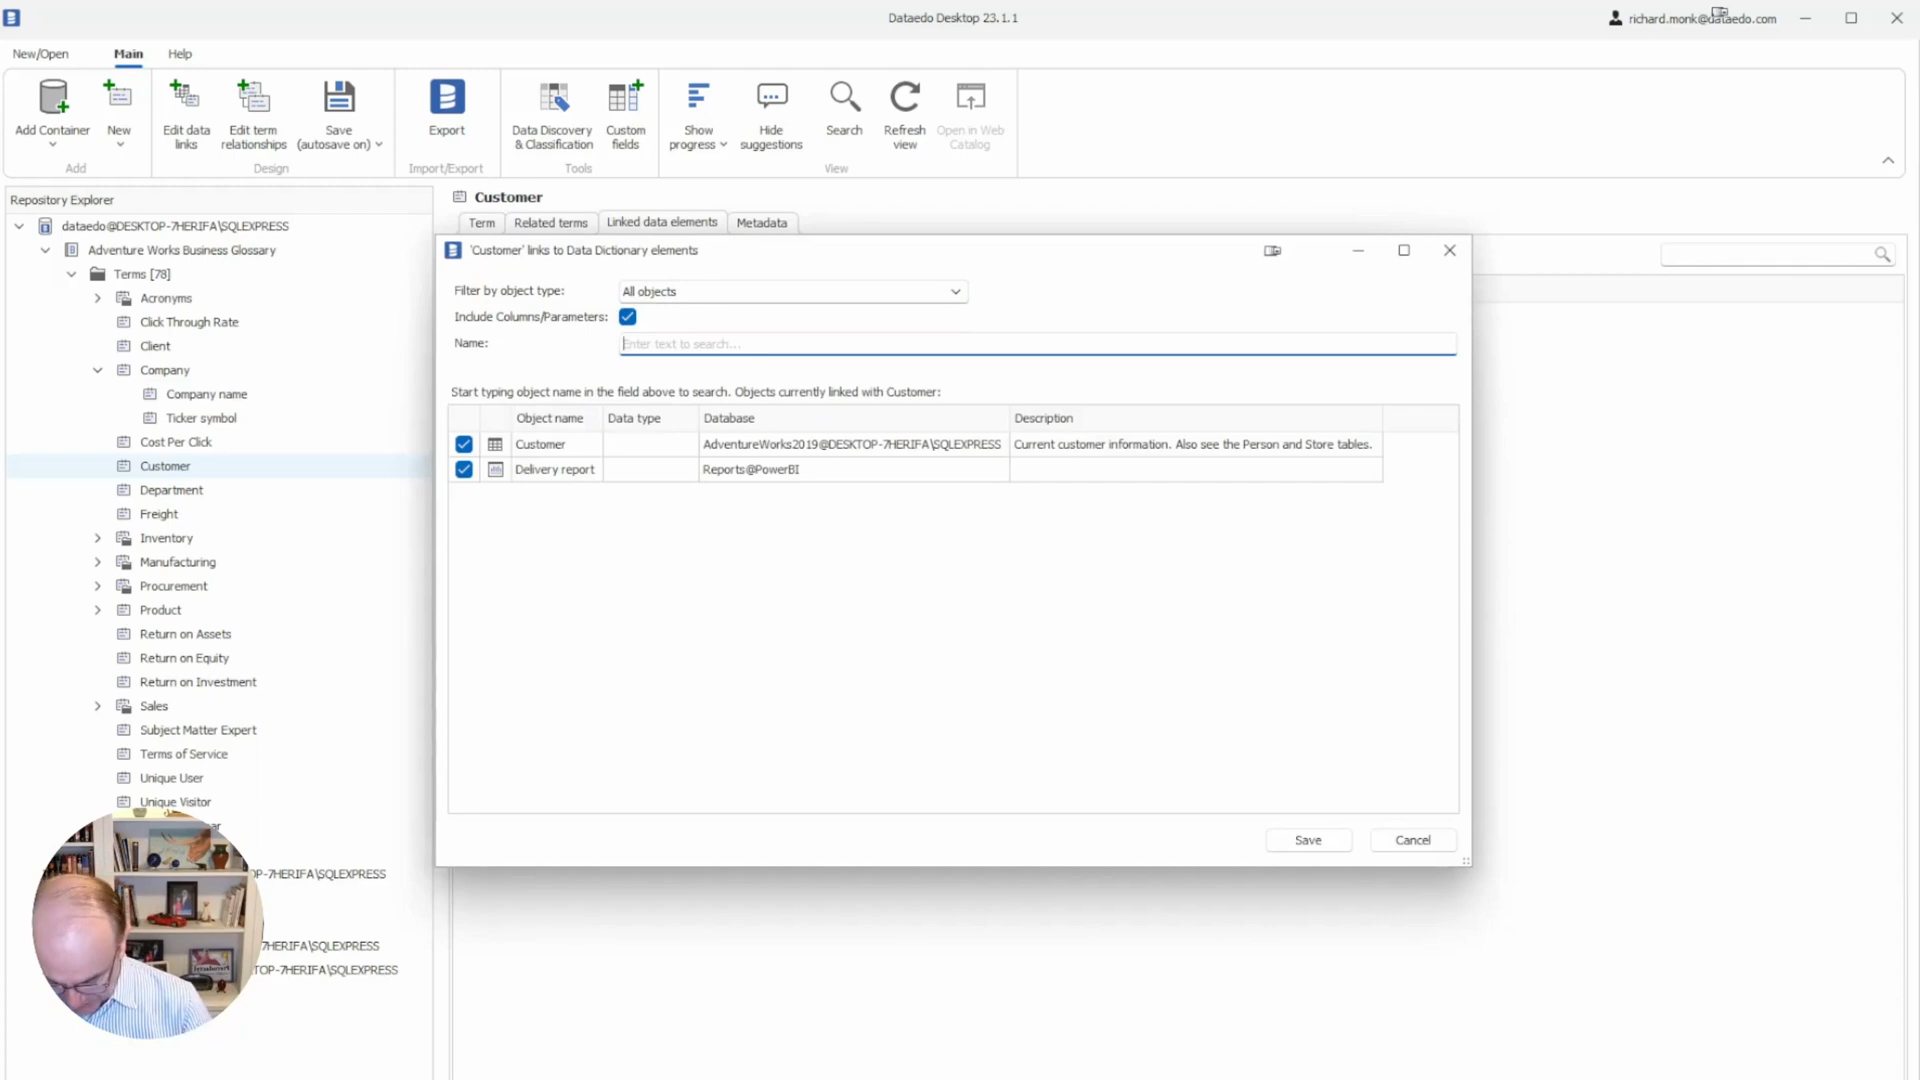 Dataedo Desktop 23.1.1
richard.monk@dataedo.com
New/Open
Main
Help
Add Container
New
Edit data links
Edit term relationships
Save (autosave on)
Export
Data Discovery & Classification
Custom fields
Show progress
Hide suggestions
Search
Refresh view
Open in Web Catalog
Add
Design
Import/Export
Tools
View
Repository Explorer
dataedo@DESKTOP-7HERIFA\SQLEXPRESS
Adventure Works Business Glossary
Terms [78]
Acronyms
Click Through Rate
Client
Company
Company name
Ticker symbol
Cost Per Click
Customer
Department
Freight
Inventory
Manufacturing
Procurement
Product
Return on Assets
Return on Equity
Return on Investment
Sales
Subject Matter Expert
Terms of Service
Unique User
Unique Visitor
OP-7HERIFA\SQLEXPRESS
7HERIFA\SQLEXPRESS
TOP-7HERIFA\SQLEXPRESS
Customer
Term
Related terms
Linked data elements
Metadata
'Customer' links to Data Dictionary elements
Filter by object type: All objects
Include Columns/Parameters:
Name: Enter text to search...
Start typing object name in the field above to search. Objects currently linked with Customer:
Object name Data type Database Description
Customer AdventureWorks2019@DESKTOP-7HERIFA\SQLEXPRESS Current customer information. Also see the Person and Store tables.
Delivery report Reports@PowerBI
Save
Cancel